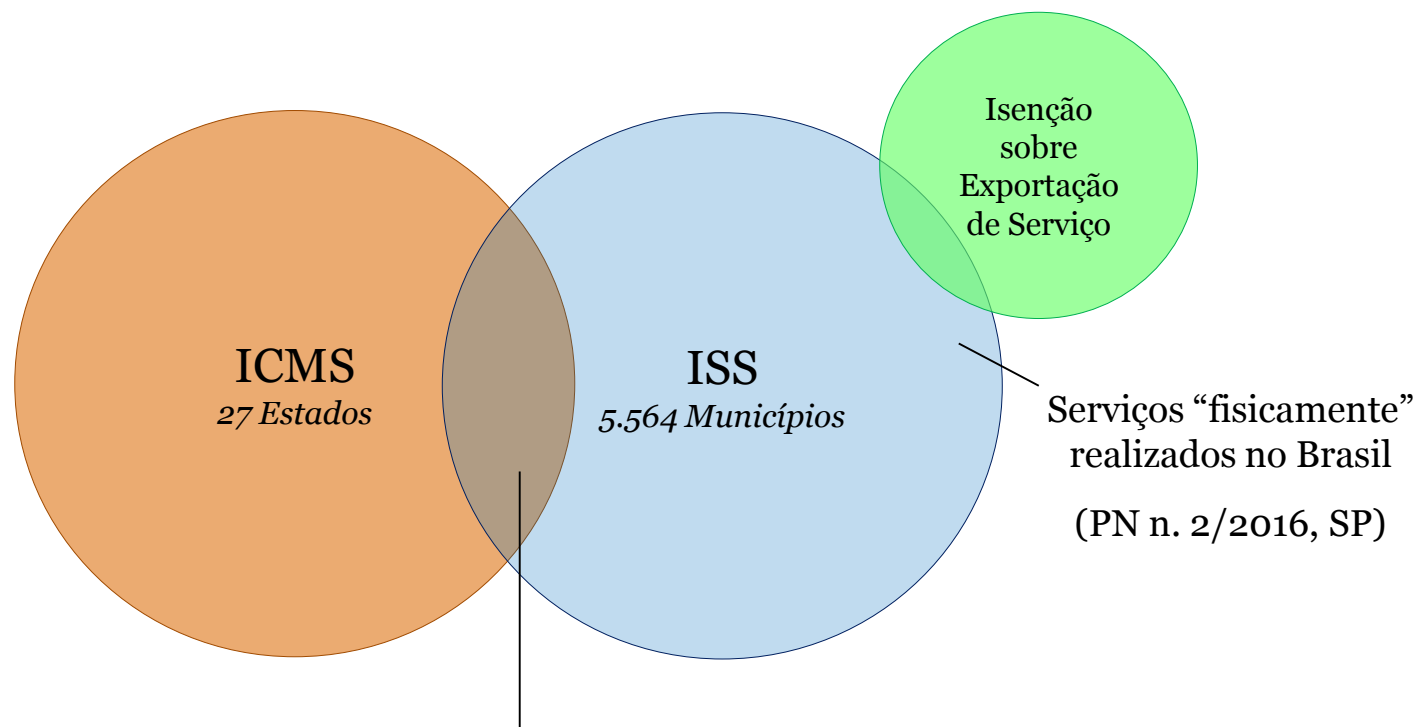 Isenção
sobre
Exportação
de Serviço
ICMS
27 Estados
ISS
5.564 Municípios
Serviços “fisicamente”
realizados no Brasil
(PN n. 2/2016, SP)